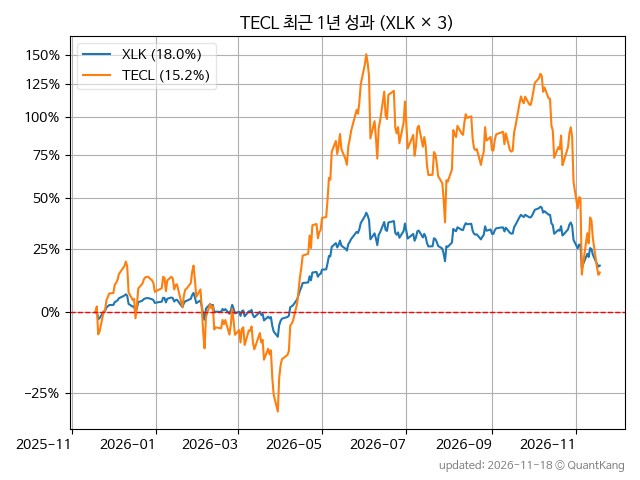 TECL 최근 1년 성과 (XLK × 3)
XLK (18.0%)
TECL (15.2%)
150%
125%
100%
75%
50%
25%
0%
−25%
2025−11 2026−01 2026−03 2026−05 2026−07 2026−09 2026−11
updated: 2026−11−18 © QuantKang